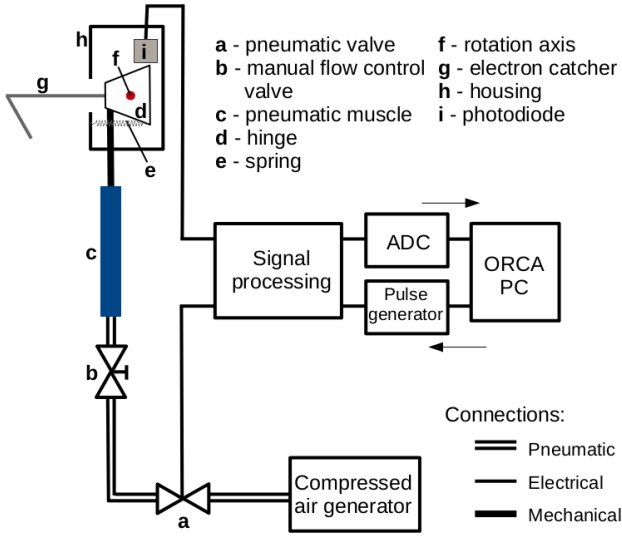 h
i
f
g
d
e
c
b
a
a - pneumatic valve
b - manual flow control
valve
c - pneumatic muscle
d - hinge
e - spring
f - rotation axis
g - electron catcher
h - housing
i - photodiode
Signal
processing
ADC
Pulse
generator
ORCA
PC
Compressed
air generator
Connections:
Pneumatic
Electrical
Mechanical